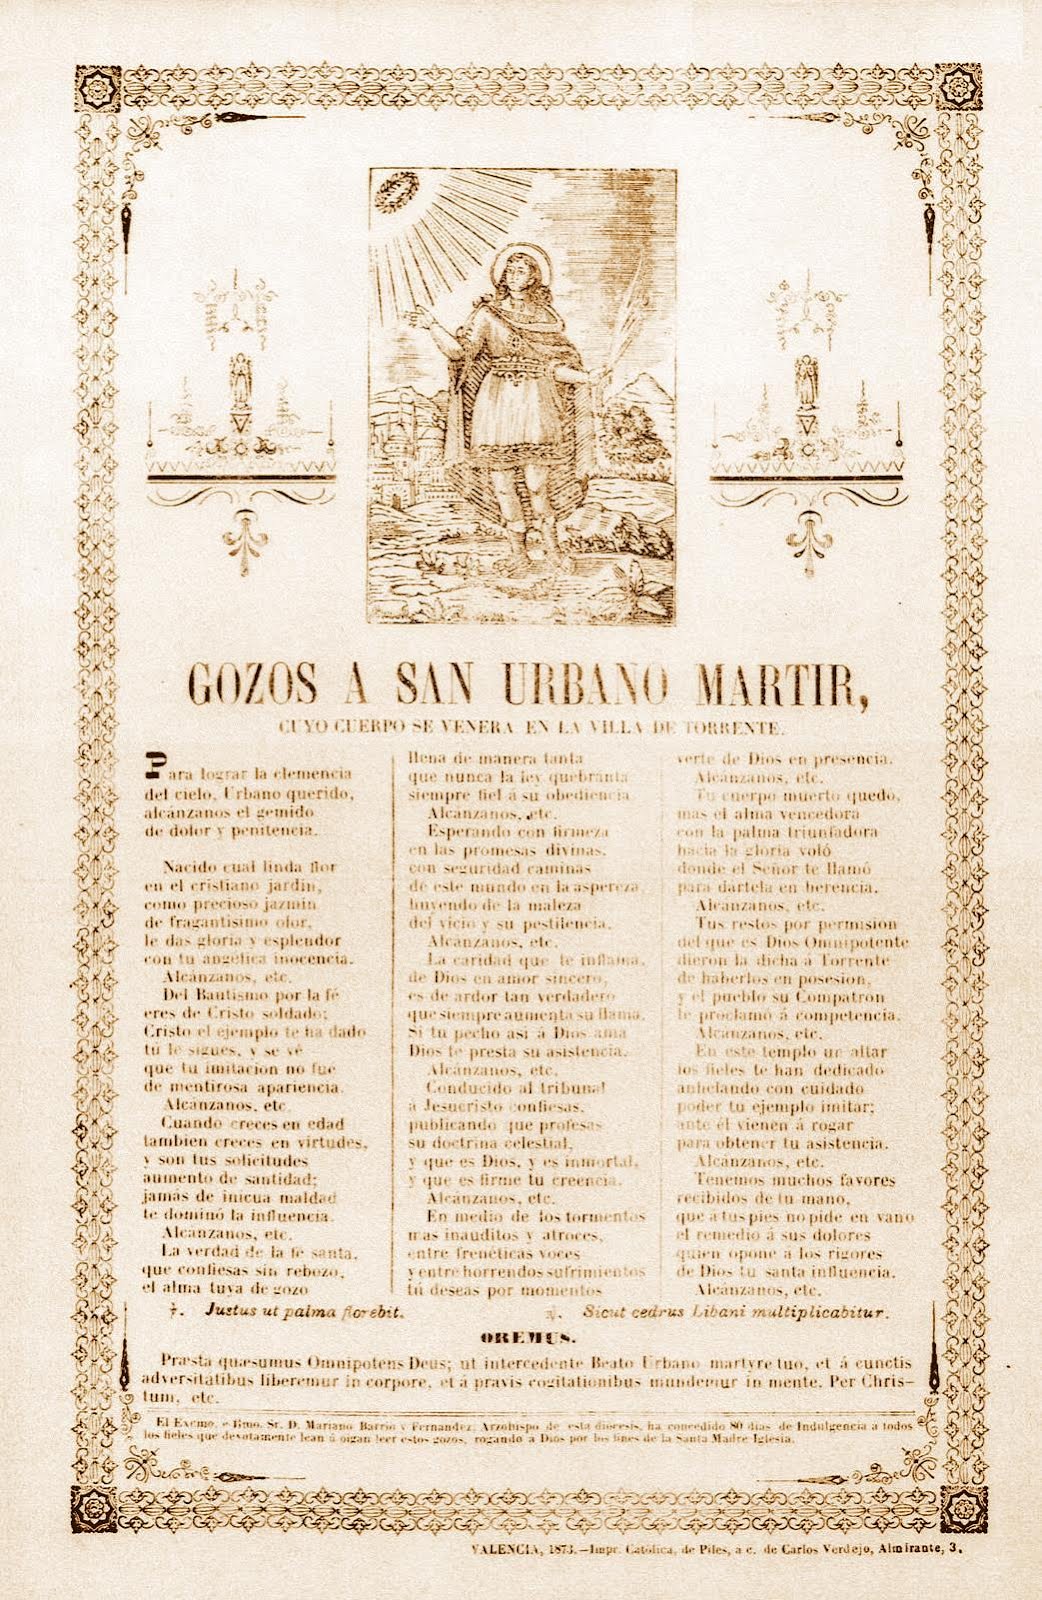 GOZOS A SAN URBANO MARTIR,
CUYO CUERPO SE VENERA EN LA VILLA DE TORRENTE.
Para lograr la clemencia
del cielo, Urbano querido,
alcánzanos el gemido
de dolor y penitencia.
Nacido cual linda flor
en el cristiano jardin,
como precioso jazmin
de fragantisimo olor,
le das gloria y esplendor
con tu angélica inocencia.
Alcánzanos, etc.
Del Bautismo por la fé
eres de Cristo soldado;
Cristo el ejemplo te ha dado
tú le sigues, y se vé
que tu imitacion no fue
de mentirosa apariencia.
Alcánzanos, etc.
Cuando creces en edad
tambien creces en virtudes,
y son tus solicitudes
aumento de santidad;
jamás de inicua maldad
te dominó la influencia.
Alcánzanos, etc.
La verdad de la fé santa,
que confiesas sin rebozo,
el alma tuya de gozo
llena de manera tanta
que nunca la ley quebranta
siempre fiel á su obediencia
Alcánzanos, etc.
Esperando con firmeza
en las promesas divinas,
con seguridad caminas
de este mundo en la aspereza,
huyendo de la maleza
del vicio y su pestilencia.
Alcánzanos, etc.
La caridad que te inflama,
de Dios en amor sincero,
es de ardor tan verdadero
que siempre aumenta su llama.
Si tu pecho asi á Dios ama
Dios te presta su asistencia.
Alcánzanos, etc.
Conducido al tribunal
á Jesucristo confiesas,
publicando que profesas
su doctrina celestial,
y que es Dios, y es inmortal,
y que es firme tu creencia.
Alcánzanos, etc.
En medio de los tormentos
mas inauditos y atroces,
entre frenéticas voces
y entre horrendos sufrimientos
tú deseas por momentos
verte de Dios en presencia.
Alcánzanos, etc.
Tu cuerpo muerto quedó,
mas el alma vencedora
con la palma triunfadora
hacia la gloria voló
donde el Señor te llamó
para dártela en herencia.
Alcánzanos, etc.
Tus restos por permision
del que es Dios Omnipotente
dieron la dicha á Torrente
de haberlos en posesion,
y el pueblo su Compatron
te proclamó á competencia.
Alcánzanos, etc.
En este templo un altar
los fieles te han dedicado
anhelando con cuidado
poder tu ejemplo imitar;
ante él vienen á rogar
para obtener tu asistencia.
Alcánzanos, etc.
Tenemos muchos favores
recibidos de tu mano,
que á tus pies no pide en vano
el remedio á sus dolores
quien opone á los rigores
de Dios tu santa influencia.
Alcánzanos, etc.
℣. Justus ut palma florebit. ℟. Sicut cedrus Libani multiplicabitur.
OREMUS.
Præsta quæsumus Omnipotens Deus; ut intercedente Beato Urbano martyre tuo, et á cunctis
adversitatibus liberemur in corpore, et á pravis cogitationibus mundemur in mente. Per Chris-
tum, etc.
El Excmo. é Ilmo. Sr. D. Mariano Barrio y Fernandez, Arzobispo de esta diócesis, ha concedido 80 dias de Indulgencia á todos
los fieles que devotamente lean ú oigan leer estos gozos, rogando á Dios por los fines de la Santa Madre Iglesia.
VALENCIA, 1873.—Impr. Católica, de Piles, a c. de Carlos Verdejo, Almirante, 3.